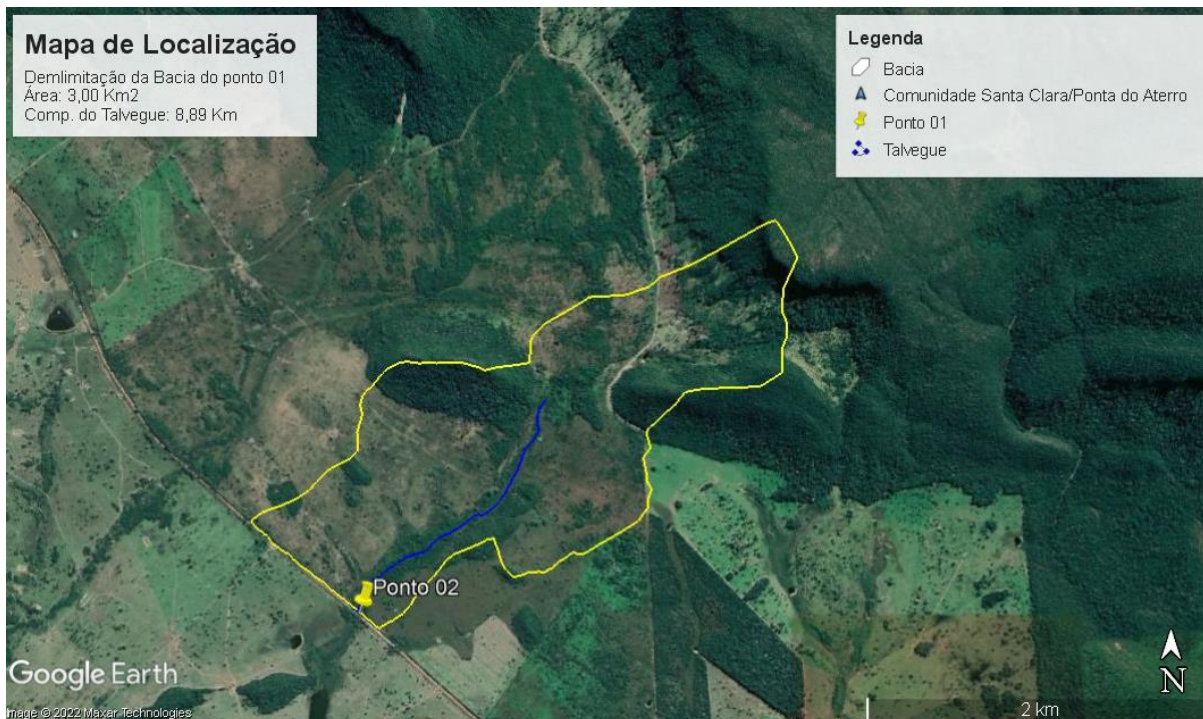 Mapa de Localização
Demlimitação da Bacia do ponto 01
Área: 3,00 Km2
Comp. do Talvegue: 8,89 Km
Legenda
Bacia
Comunidade Santa Clara/Ponta do Aterro
Ponto 01
Talvegue
Ponto 02
Google Earth
Image © 2022 Maxar Technologies
2 km
N